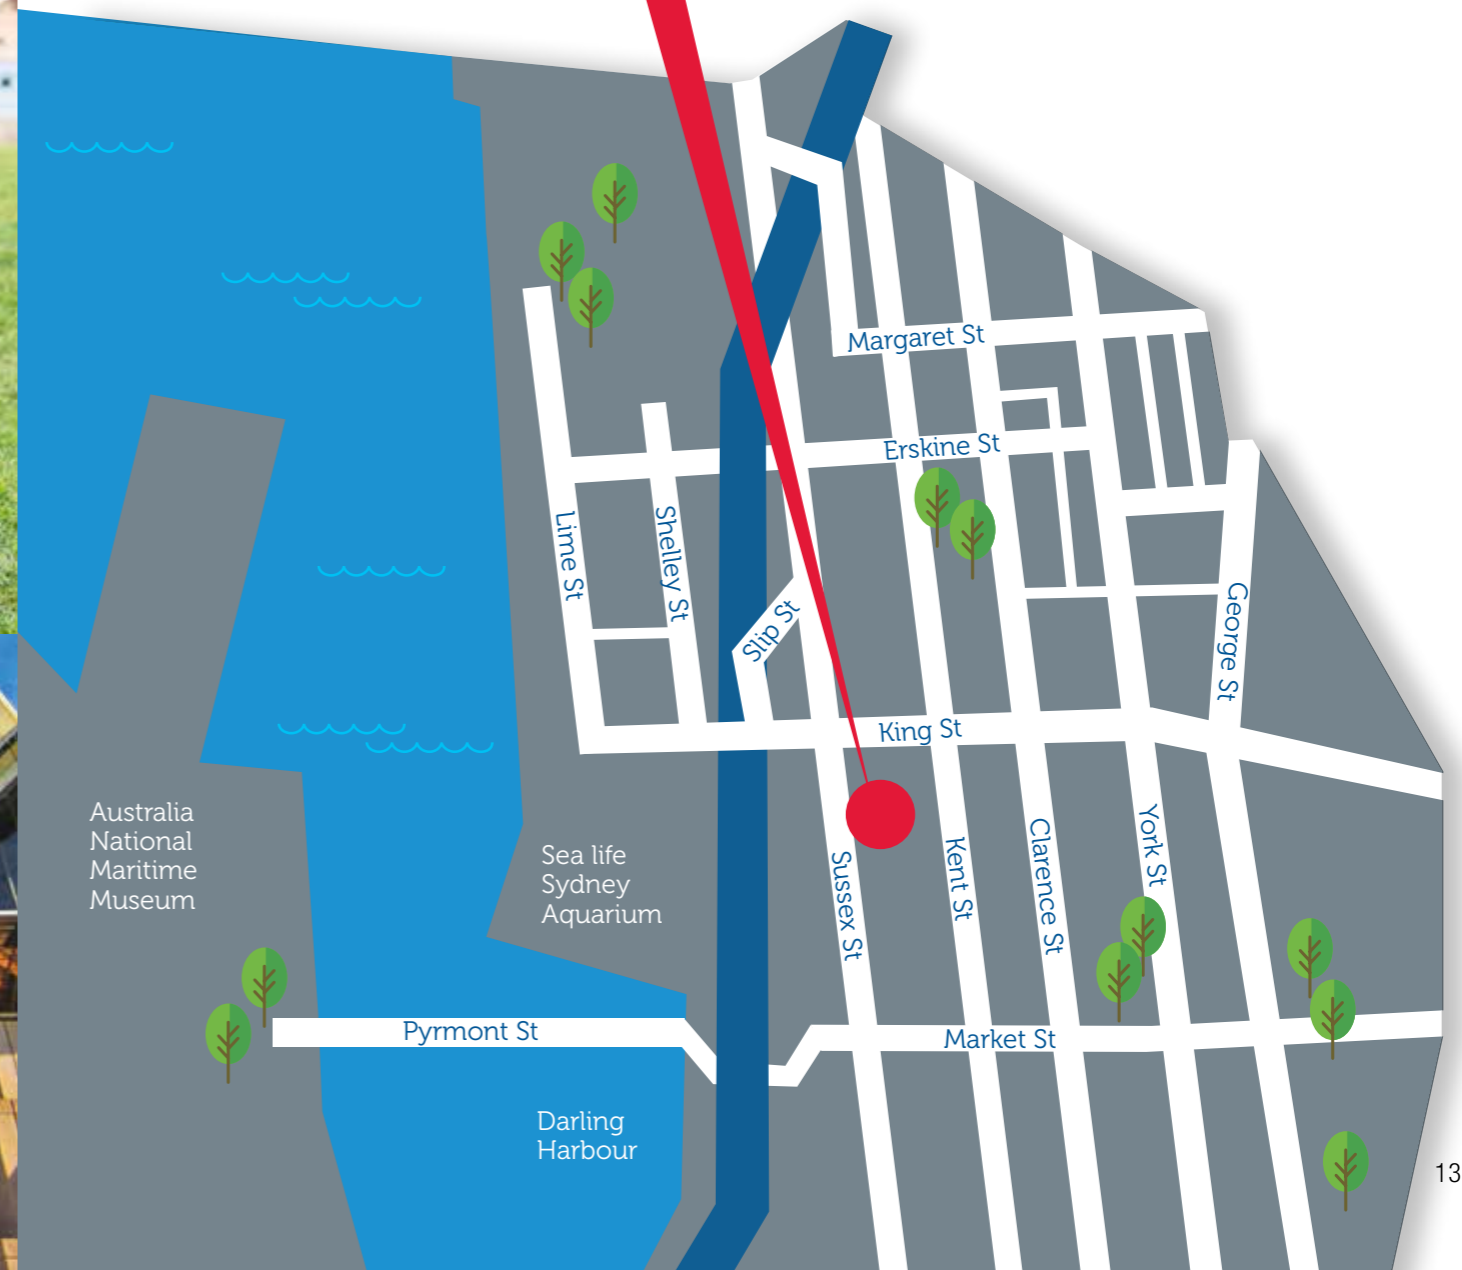 Margaret St
Erskine St
Lime St
Shelley St
Slip St
George St
King St
Australia
National
Maritime
Museum
Sea life
Sydney
Aquarium
Sussex St
Kent St
Clarence St
York St
Pyrmont St
Market St
Darling
Harbour
13